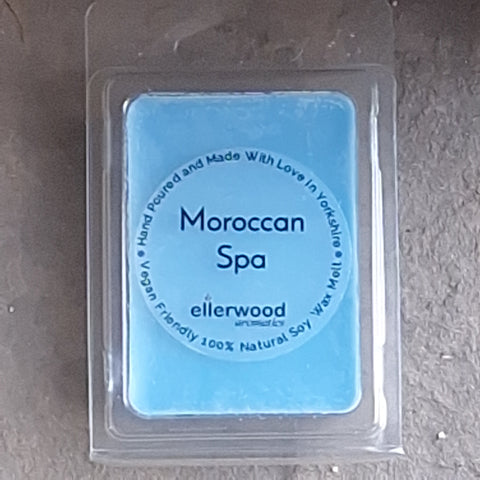 Hand Poured and Made With Love In Yorkshire
Moroccan
Spa
ellerwood
Vegan Friendly 100% Natural Soy Wax Melt